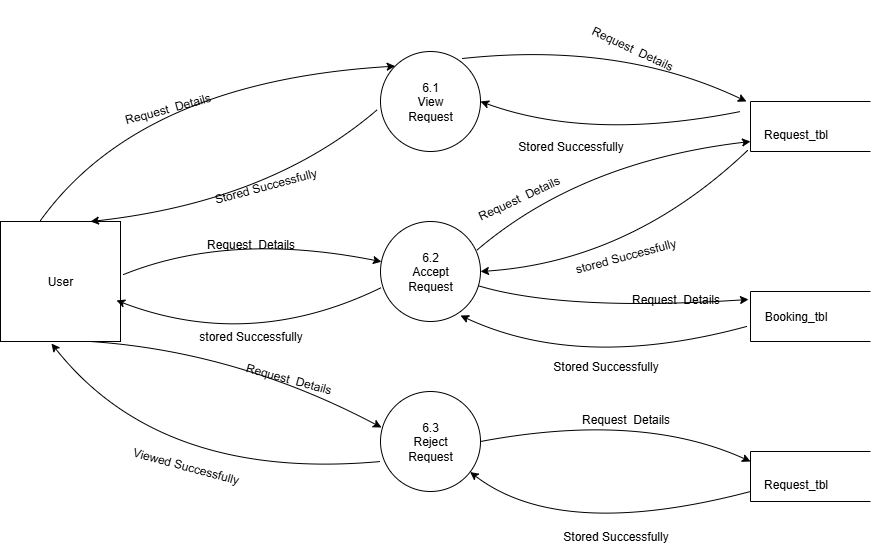 Request Details
6.1
View
Request
Request Details
Stored Successfully
Request_tbl
Stored Successfully
Request Details
stored Successfully
User
Request Details
6.2
Accept
Request
stored Successfully
Request Details
Booking_tbl
Stored Successfully
Request Details
6.3
Reject
Request
Viewed Successfully
Request Details
Request_tbl
Stored Successfully